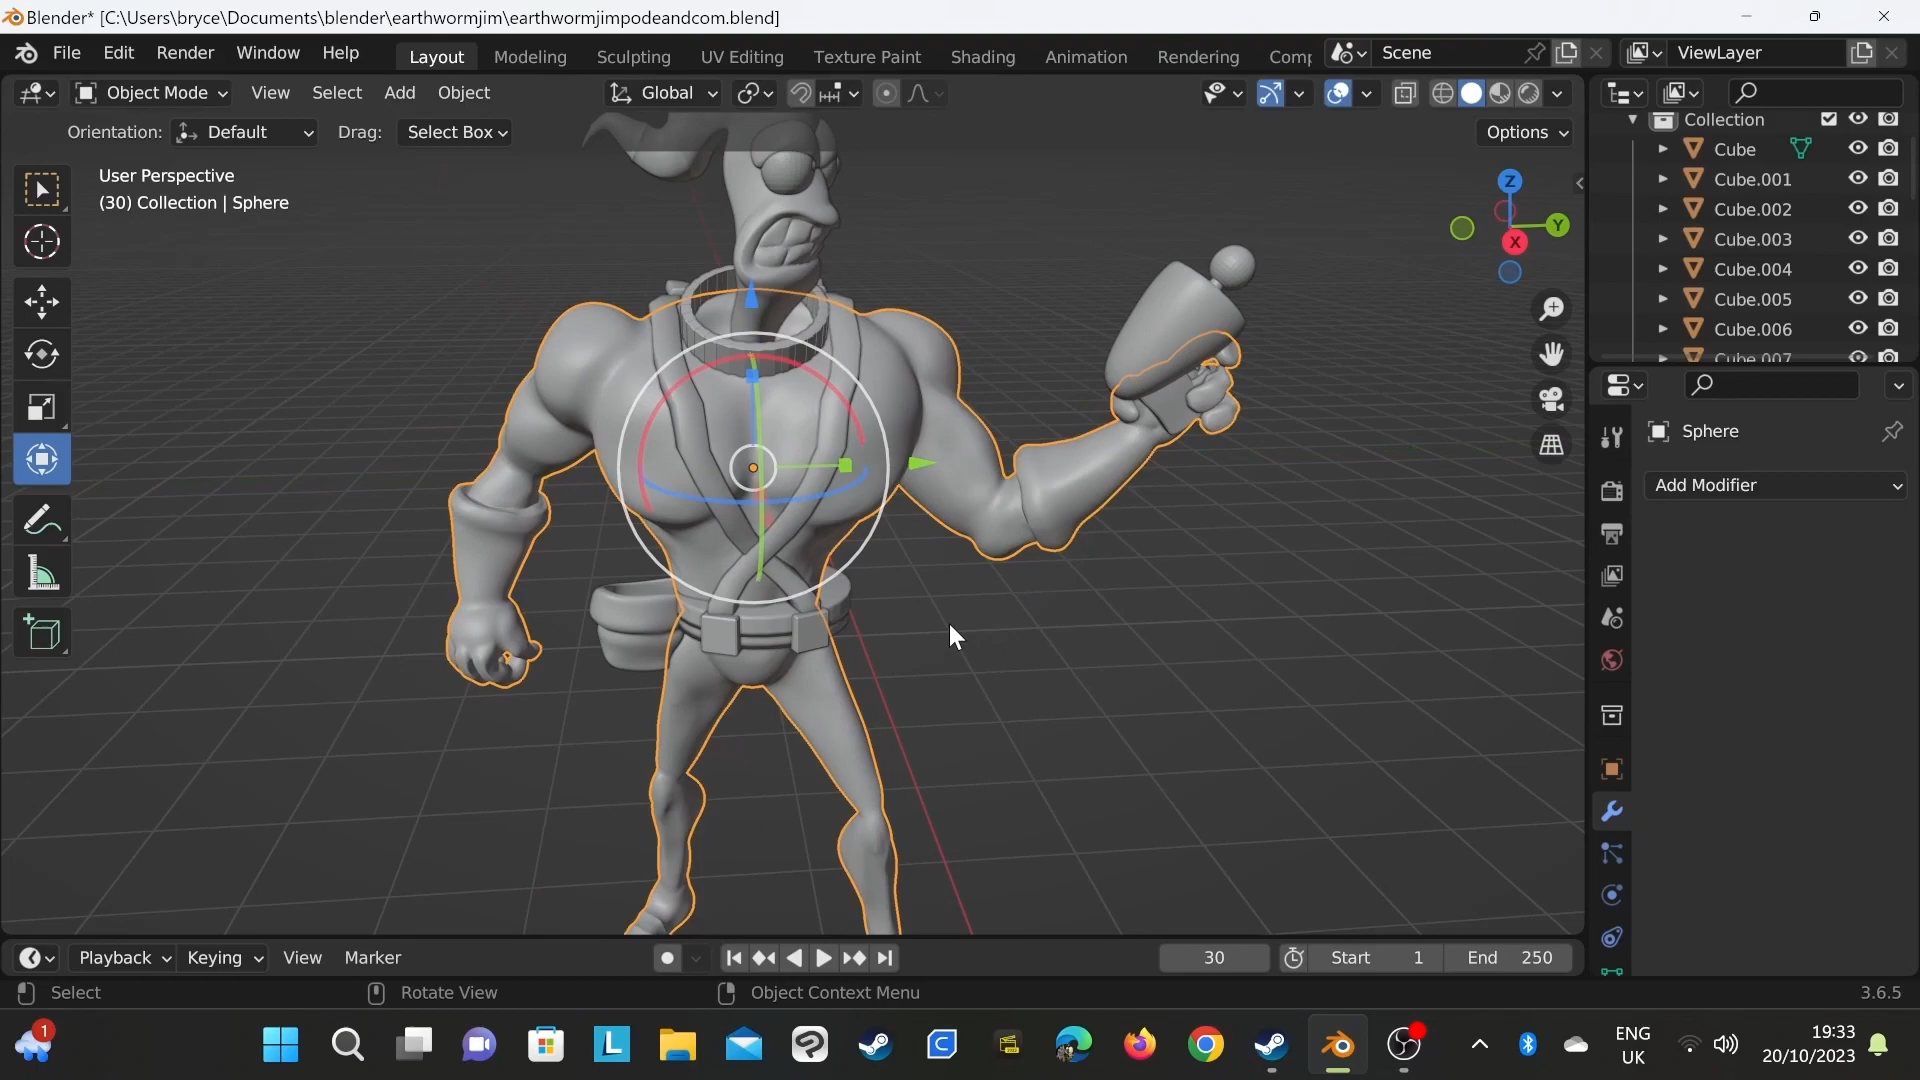 Blender* [C:\Users\bryce\Documents\blender\earthwormjim\earthwormjimpodeandcom.blend]
File Edit Render Window Help Layout Modeling Sculpting UV Editing Texture Paint Shading Animation Rendering Comp Scene ViewLayer
Object Mode View Select Add Object Global
Orientation: Default Drag: Select Box Options
User Perspective
(30) Collection | Sphere
Z
Y
X
Collection
Cube
Cube.001
Cube.002
Cube.003
Cube.004
Cube.005
Cube.006
Cube.007
Sphere
Add Modifier
Playback Keying View Marker 30 Start 1 End 250
Select Rotate View Object Context Menu 3.6.5
1
L
C
ENG
UK
19:33
20/10/2023